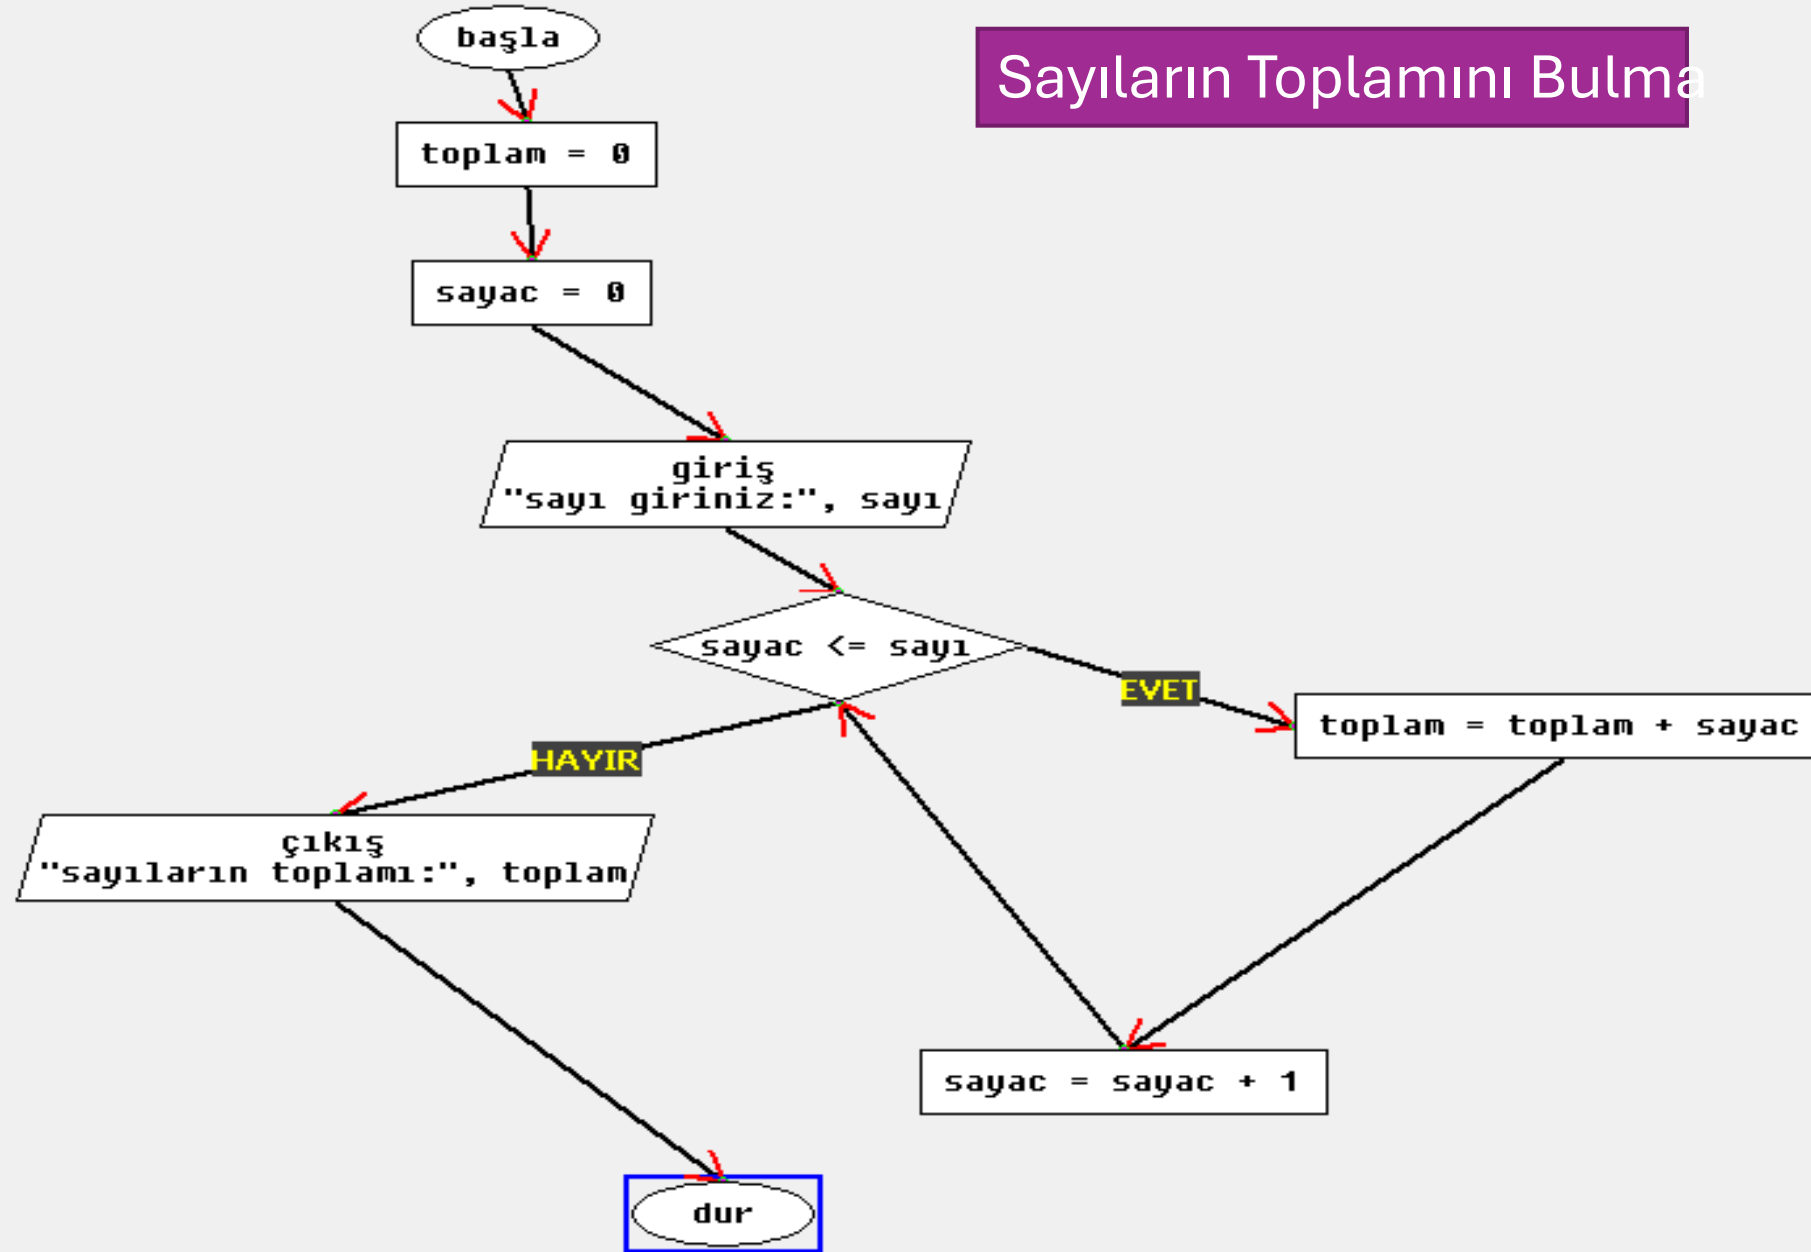 başla
Sayıların Toplamını Bulma
toplam = 0
sayac = 0
giriş
"sayı giriniz:", sayı
sayac <= sayı
EVET
toplam = toplam + sayac
HAYIR
çıkış
"sayıların toplamı:", toplam
sayac = sayac + 1
dur